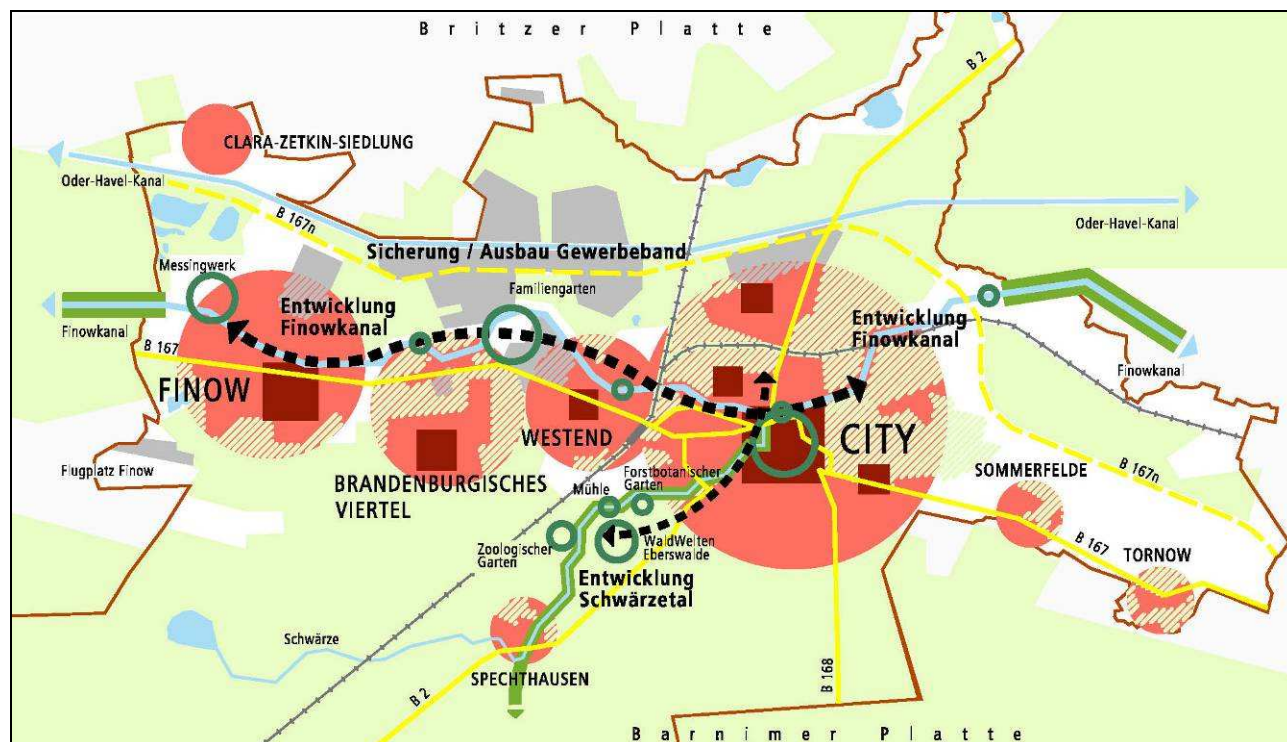 Britzer Platte
B 2
CLARA-ZETKIN-SIEDLUNG
Oder-Havel-Kanal
B 167n
Oder-Havel-Kanal
Sicherung / Ausbau Gewerbeband
Messingwerk
Familiengarten
Entwicklung
Finowkanal
Entwicklung
Finowkanal
Finowkanal
B 167
Finowkanal
FINOW
CITY
WESTEND
Flugplatz Finow
BRANDENBURGISCHES
VIERTEL
Mühle
Forstbotanischer
Garten
SOMMERFELDE
B 167n
Zoologischer
Garten
WaldWelten
Eberswalde
B 167
TORNOW
Entwicklung
Schwärzetal
Schwärze
SPECHTHAUSEN
B 2
B 168
Barnimer Platte